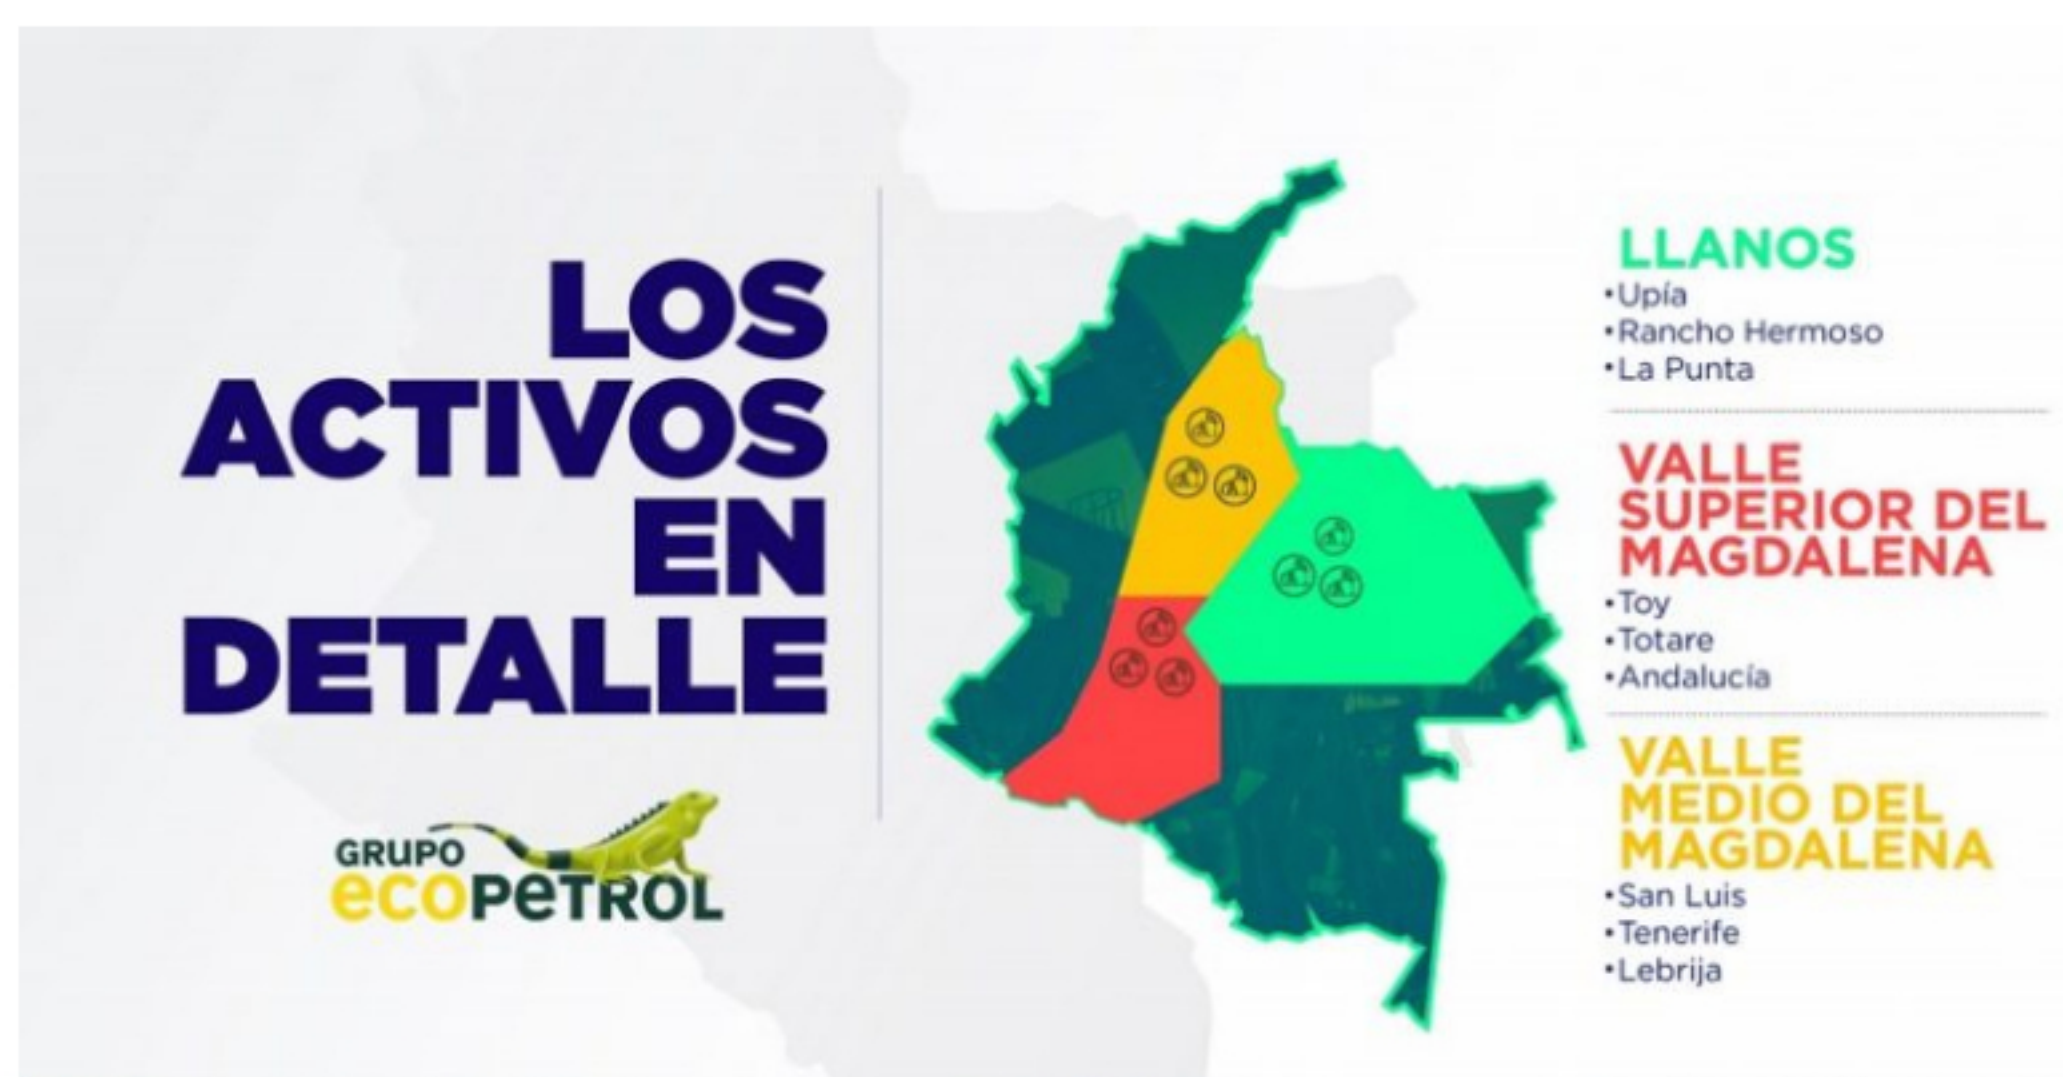 LOS
ACTIVOS
EN
DETALLE
GRUPO
ecoPETROL
LLANOS
•Upía
•Rancho Hermoso
•La Punta
VALLE
SUPERIOR DEL
MAGDALENA
•Toy
•Totare
•Andalucía
VALLE
MEDIO DEL
MAGDALENA
•San Luis
•Tenerife
•Lebrija